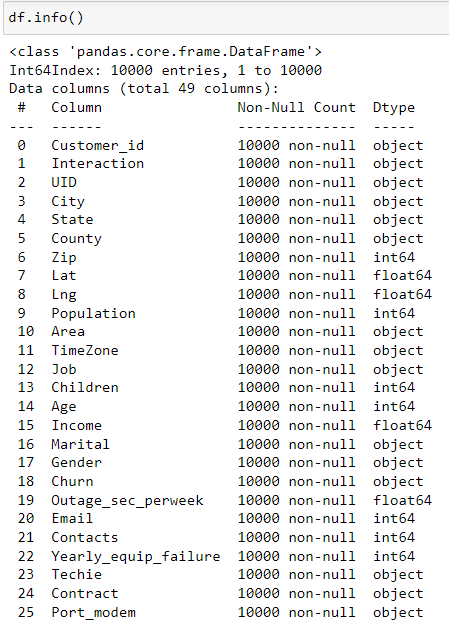 df.info()
<class 'pandas.core.frame.DataFrame'>
Int64Index: 10000 entries, 1 to 10000
Data columns (total 49 columns):
 #   Column                Non-Null Count  Dtype
---  ------                --------------  -----
 0   Customer_id           10000 non-null  object
 1   Interaction           10000 non-null  object
 2   UID                   10000 non-null  object
 3   City                  10000 non-null  object
 4   State                 10000 non-null  object
 5   County                10000 non-null  object
 6   Zip                   10000 non-null  int64
 7   Lat                   10000 non-null  float64
 8   Lng                   10000 non-null  float64
 9   Population            10000 non-null  int64
 10  Area                  10000 non-null  object
 11  TimeZone              10000 non-null  object
 12  Job                   10000 non-null  object
 13  Children              10000 non-null  int64
 14  Age                   10000 non-null  int64
 15  Income                10000 non-null  float64
 16  Marital               10000 non-null  object
 17  Gender                10000 non-null  object
 18  Churn                 10000 non-null  object
 19  Outage_sec_perweek    10000 non-null  float64
 20  Email                 10000 non-null  int64
 21  Contacts              10000 non-null  int64
 22  Yearly_equip_failure  10000 non-null  int64
 23  Techie                10000 non-null  object
 24  Contract              10000 non-null  object
 25  Port_modem            10000 non-null  object